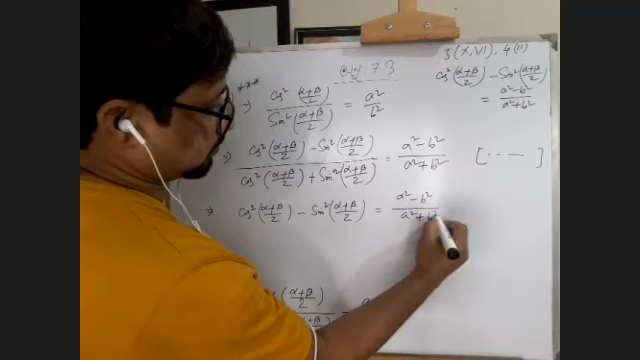 3(X,VI). 4(ii)
73
cos²(α+β/2) - Sin²(α+β/2)
= a²-b²/a²+b²
*** ⇒ cos²(α+β/2)/Sin²(α+β/2) = a²/b²
⇒ cos²(α+β/2) - Sin²(α+β/2)/cos²(α+β/2) + Sin²(α+β/2) = a²-b²/a²+b² [..—]
⇒ cos²(α+β/2) - Sin²(α+β/2) = a²-b²/a²+b²
(α+β/2)